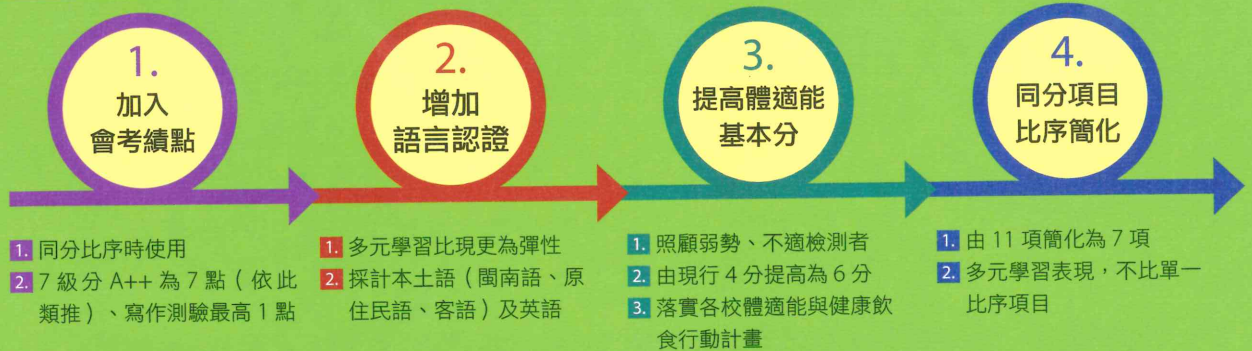 1.
加入
會考績點
2.
增加
語言認證
3.
提高體適能
基本分
4.
同分項目
比序簡化
1. 同分比序時使用
2. 7 級分 A++ 為 7 點（依此
類推）、寫作測驗最高 1 點
1. 多元學習比現更為彈性
2. 採計本土語（閩南語、原
住民語、客語）及英語
1. 照顧弱勢、不適檢測者
2. 由現行 4 分提高為 6 分
3. 落實各校體適能與健康飲
食行動計畫
1. 由 11 項簡化為 7 項
2. 多元學習表現，不比單一
比序項目